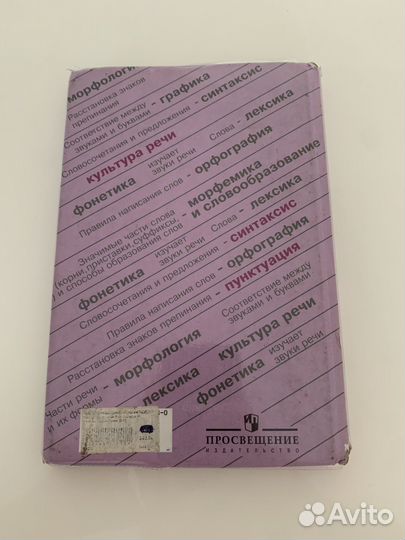 морфологи
Расстановка знаков
препинания
Соответствие между - графика
звуками и буквами
Словосочетания и предложения - синтаксис
культура речи
Слова - лексика
фонетика изучает
звуки речи
Правила написания слов - орфография
Значимые части слова морфемика
(корни, приставки, суффиксы, - и словообразование
и способы образования слов
фонетика изучает
звуки речи Слова - лексика
Словосочетания и предложения - синтаксис
Правила написания слов - орфография
Расстановка знаков препинания - пунктуация
Соответствие между
звуками и буквами
Части речи - морфология культура речи
и их формы
лексика фонетика изучает
звуки речи
ПРОСВЕЩЕНИЕ
ИЗДАТЕЛЬСТВО
Avito